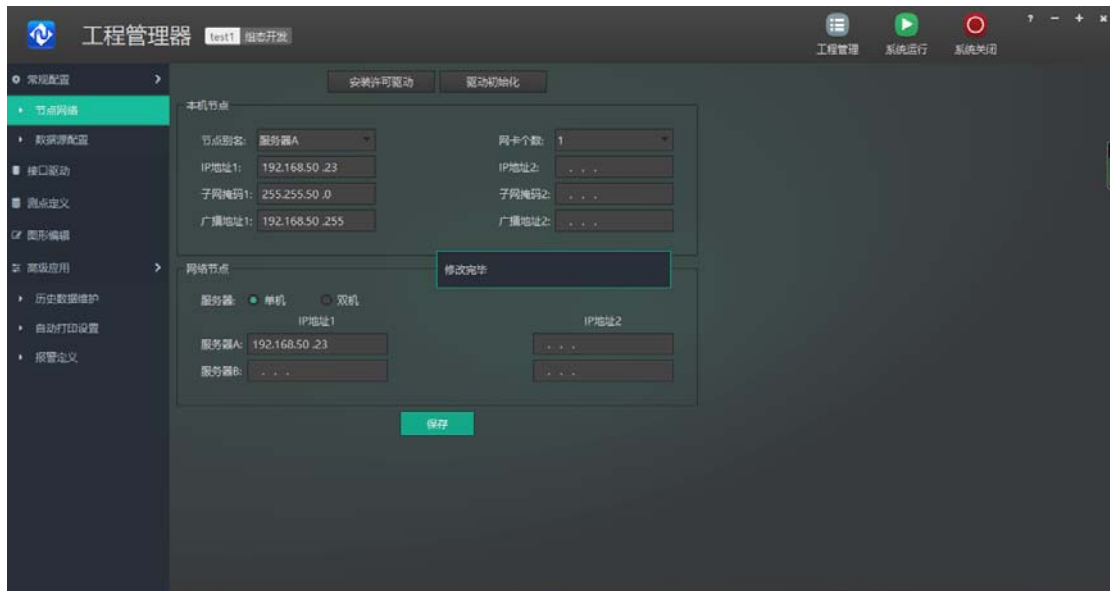 工程管理器 test1 组态开发
工程管理 系统运行 系统关闭
常规配置
节点网络
数据源配置
接口驱动
测点定义
图形编辑
高级应用
历史数据维护
自动打印设置
报警定义
安装许可驱动 驱动初始化
本机节点
节点别名: 服务器A 网卡个数: 1
IP地址1: 192.168.50 .23 IP地址2: . . .
子网掩码1: 255.255.50 .0 子网掩码2: . . .
广播地址1: 192.168.50 .255 广播地址2: . . .
修改完毕
网络节点
服务器: 单机 双机
IP地址1 IP地址2
服务器A: 192.168.50 .23 . . .
服务器B: . . . . . .
保存